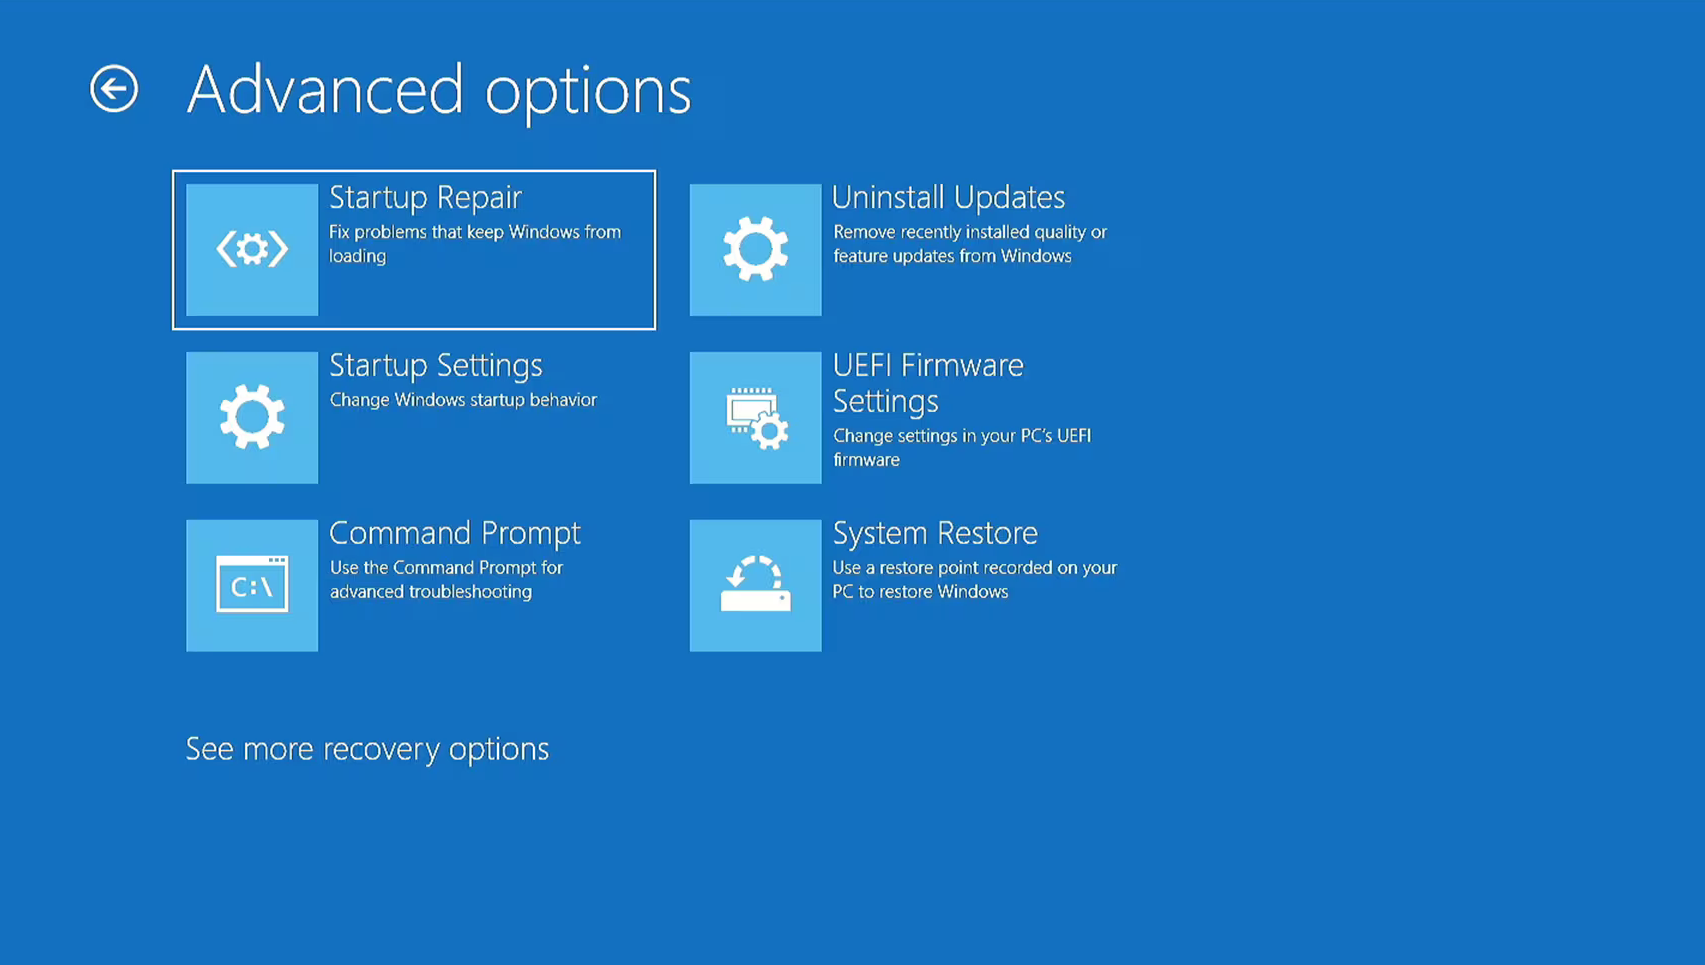 Advanced options
Startup Repair
Fix problems that keep Windows from
loading
Uninstall Updates
Remove recently installed quality or
feature updates from Windows
Startup Settings
Change Windows startup behavior
UEFI Firmware
Settings
Change settings in your PC's UEFI
firmware
Command Prompt
Use the Command Prompt for
advanced troubleshooting
C:\
System Restore
Use a restore point recorded on your
PC to restore Windows
See more recovery options